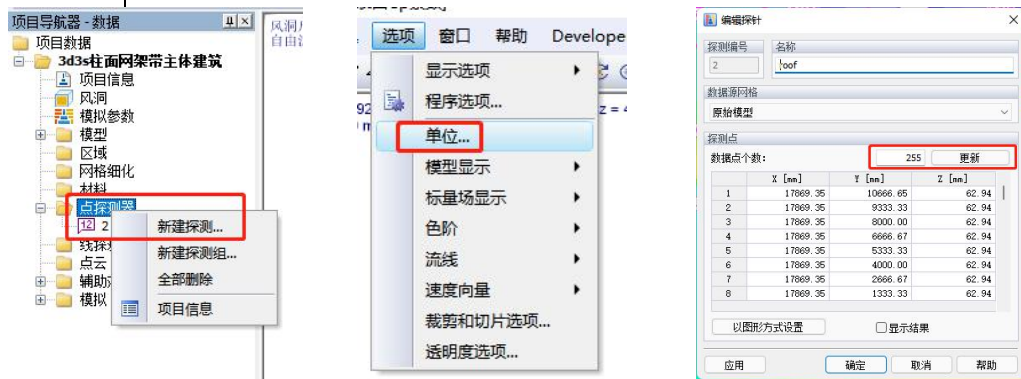 项目导航器 - 数据
项目数据
3d3s柱面网架带主体建筑
项目信息
风洞
模拟参数
模型
区域
网格细化
材料
点探测器
12 2
点云
模拟
新建探测...
新建探测组...
全部删除
项目信息
选项 窗口 帮助 Develope
显示选项
程序选项...
单位...
模型显示
标量场显示
色阶
流线
速度向量
裁剪和切片选项...
透明度选项...
编辑探针
探测编号 名称
2 oof
数据源网格
原始模型
探测点
数据点个数: 255 更新
X [mm] Y [mm] Z [mm]
1 17869.35 10666.65 62.94
2 17869.35 9333.33 62.94
3 17869.35 8000.00 62.94
4 17869.35 6666.67 62.94
5 17869.35 5333.33 62.94
6 17869.35 4000.00 62.94
7 17869.35 2666.67 62.94
8 17869.35 1333.33 62.94
以图形方式设置 显示结果
应用 确定 取消 帮助